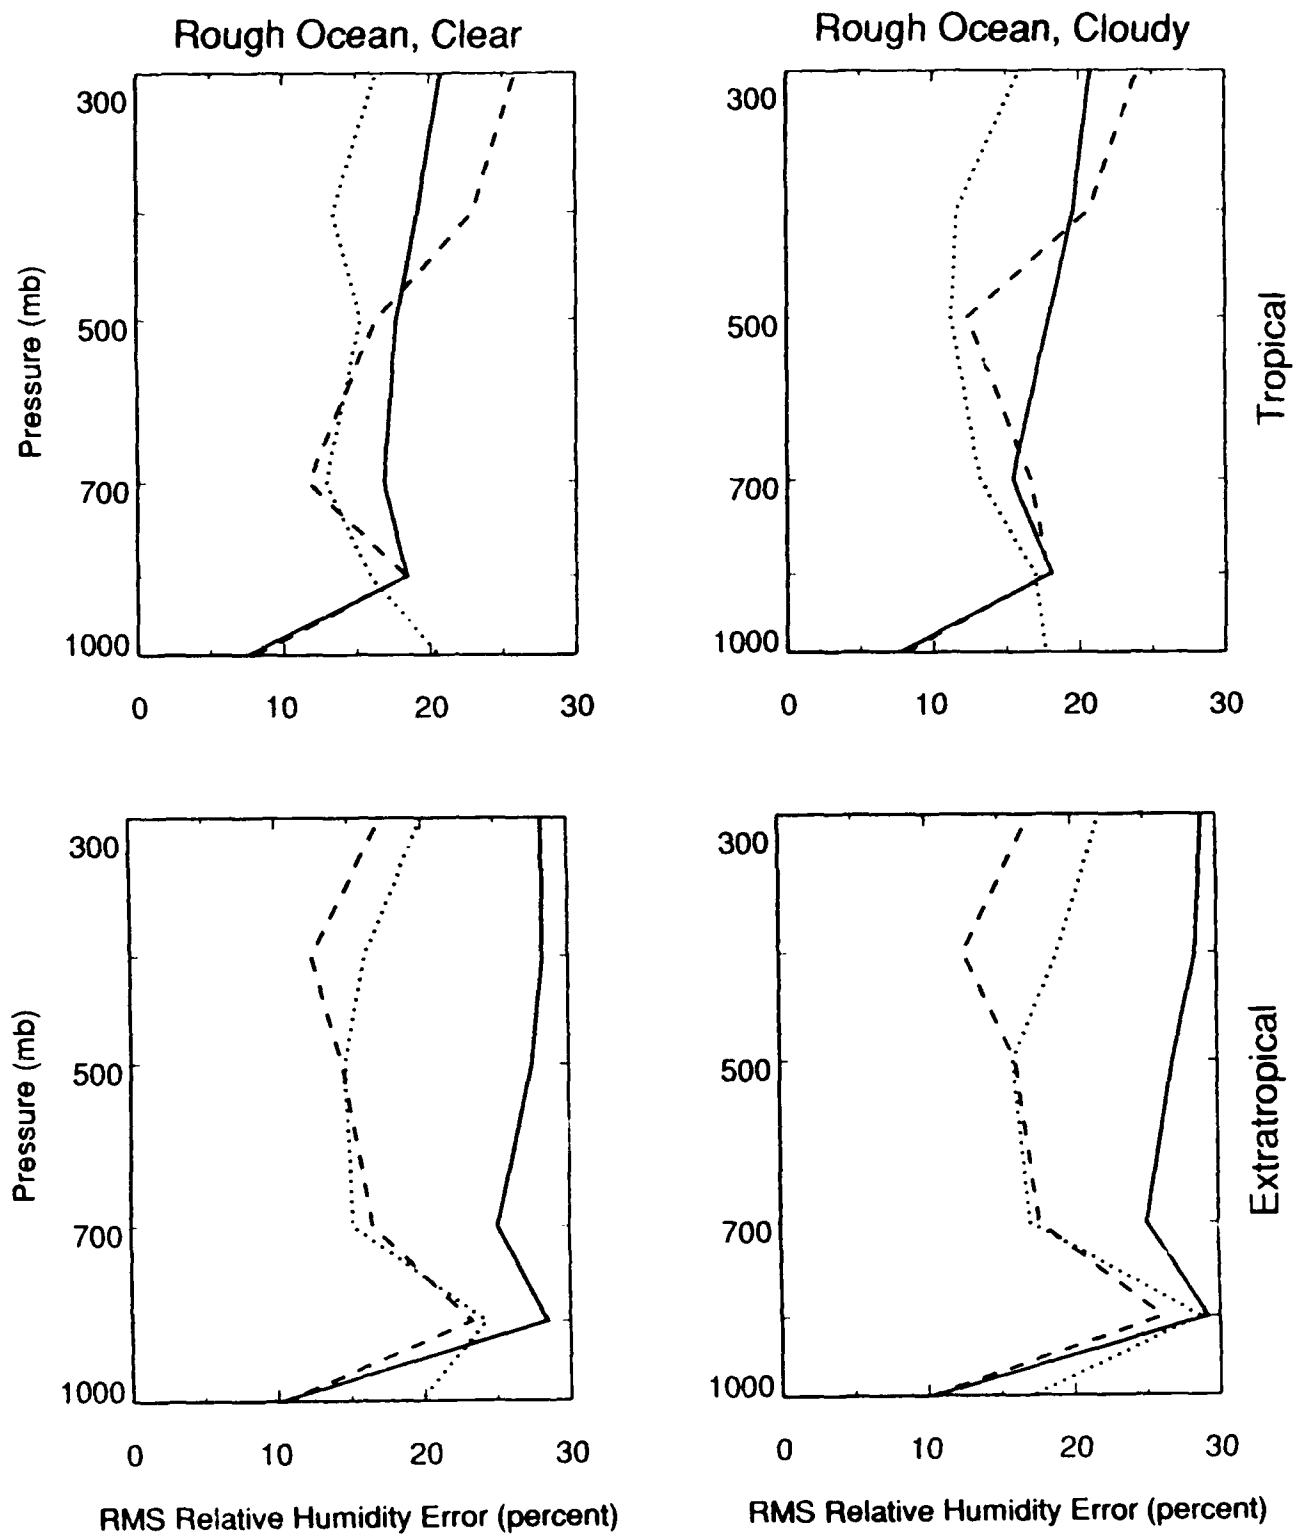 Rough Ocean, Clear
Rough Ocean, Cloudy
300
500
700
1000
Pressure (mb)
0 10 20 30
300
500
700
1000
0 10 20 30
Tropical
300
500
700
1000
Pressure (mb)
0 10 20 30
RMS Relative Humidity Error (percent)
300
500
700
1000
0 10 20 30
RMS Relative Humidity Error (percent)
Extratropical